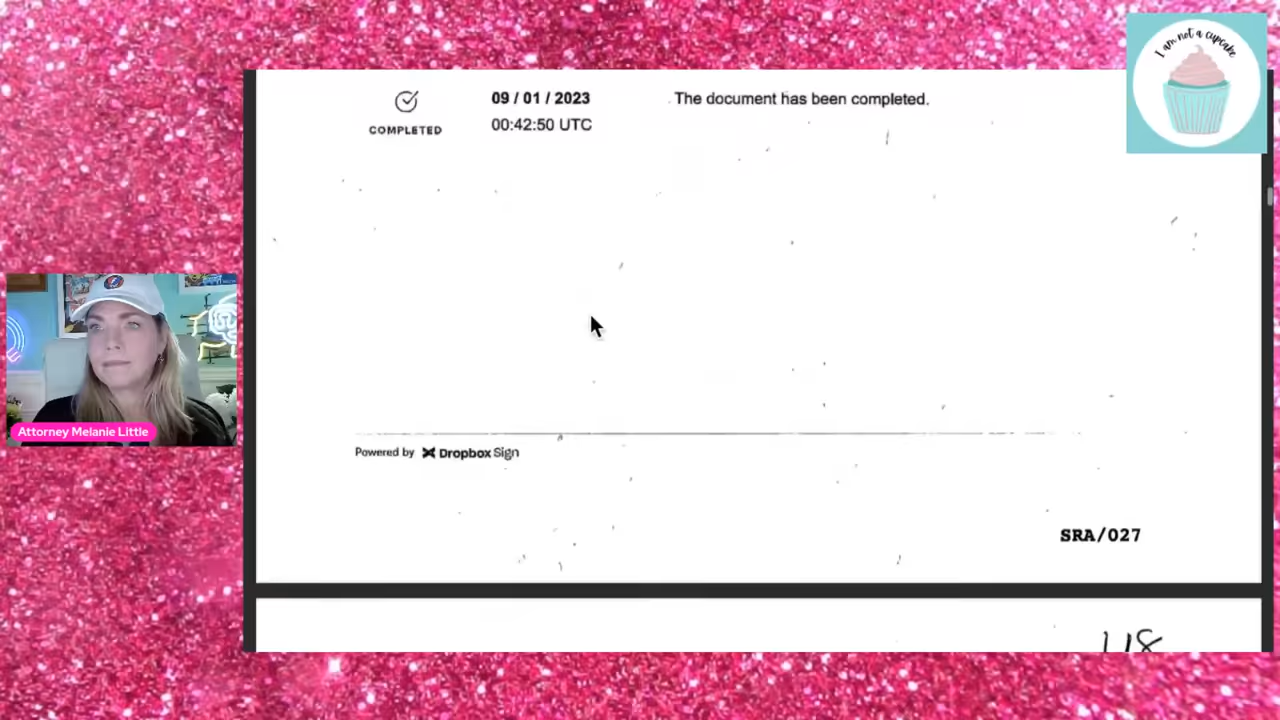 I am not a cupcake
COMPLETED
09 / 01 / 2023
00:42:50 UTC
The document has been completed.
Attorney Melanie Little
Powered by Dropbox Sign
SRA/027